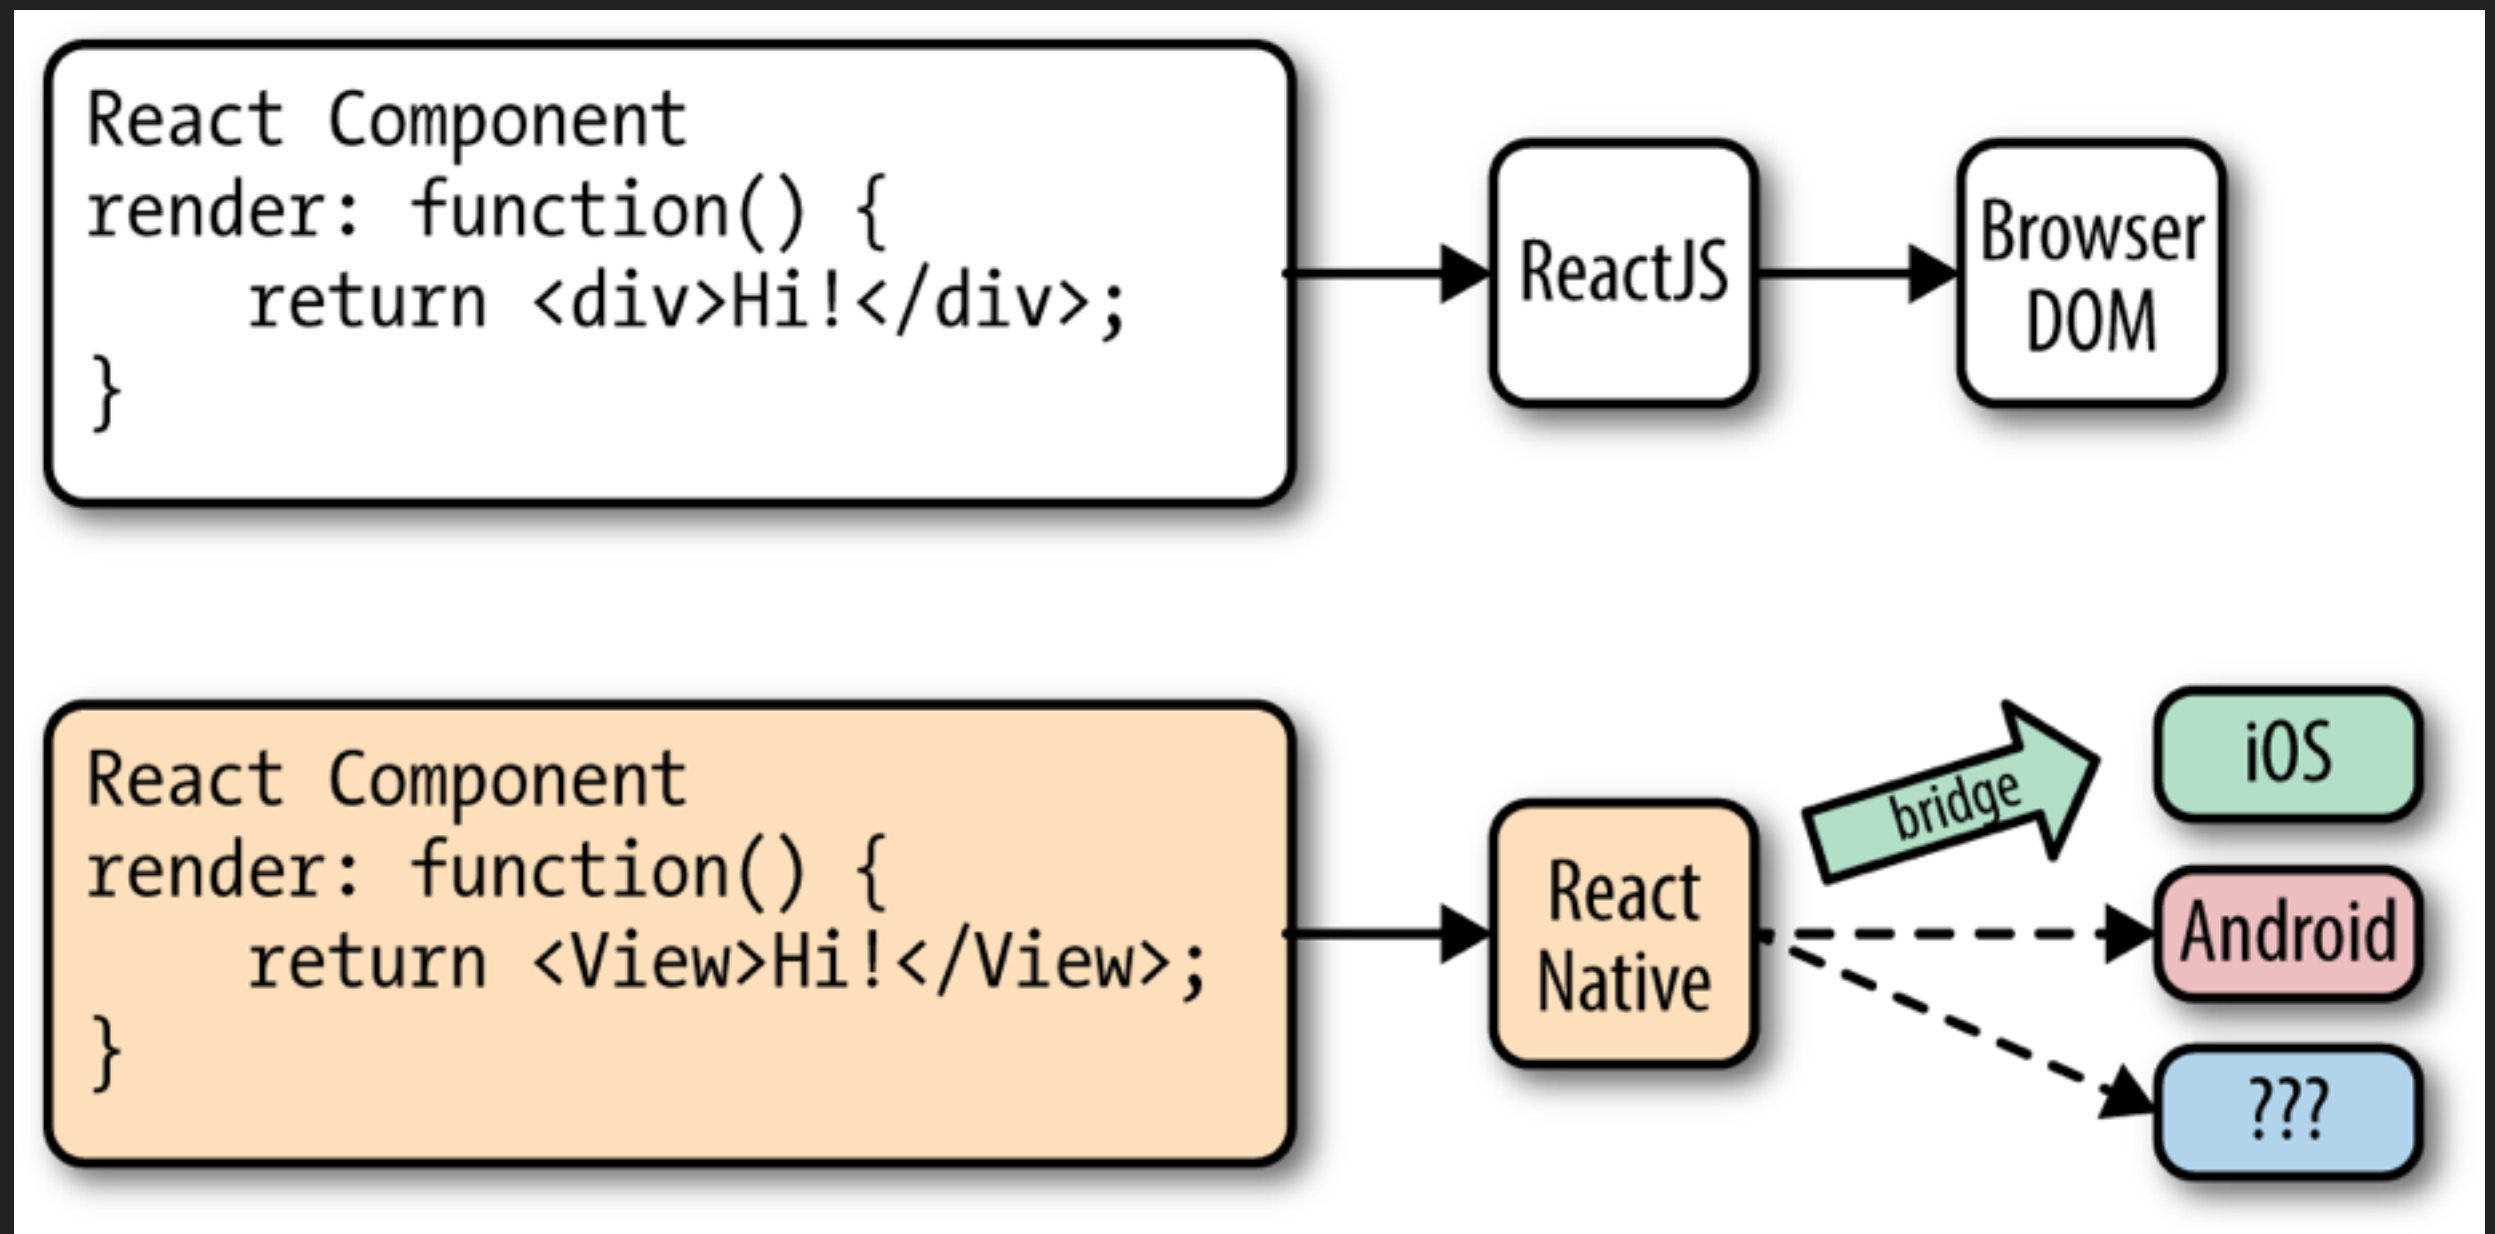 React Component
render: function() {
    return <div>Hi!</div>;
}
ReactJS
Browser
DOM
React Component
render: function() {
    return <View>Hi!</View>;
}
React
Native
bridge
iOS
Android
???